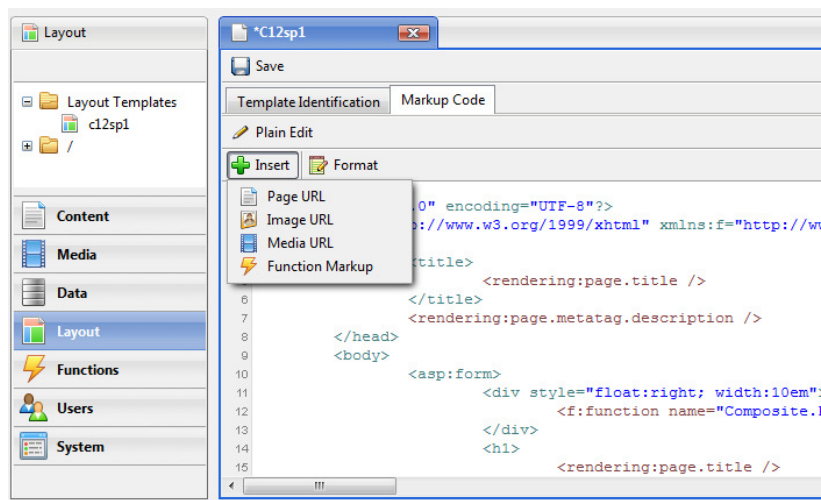 Layout
Layout Templates
c12sp1
/
Content
Media
Data
Layout
Functions
Users
System
*C12sp1
Save
Template Identification
Markup Code
Plain Edit
Insert
Format
Page URL
Image URL
Media URL
Function Markup
.0" encoding="UTF-8"?>
://www.w3.org/1999/xhtml" xmlns:f="http://w
<title>
<rendering:page.title />
6 </title>
7 <rendering:page.metatag.description />
8 </head>
9 <body>
10 <asp:form>
11 <div style="float:right; width:10em"
12 <f:function name="Composite.
13 </div>
14 <h1>
15 <rendering:page.title />